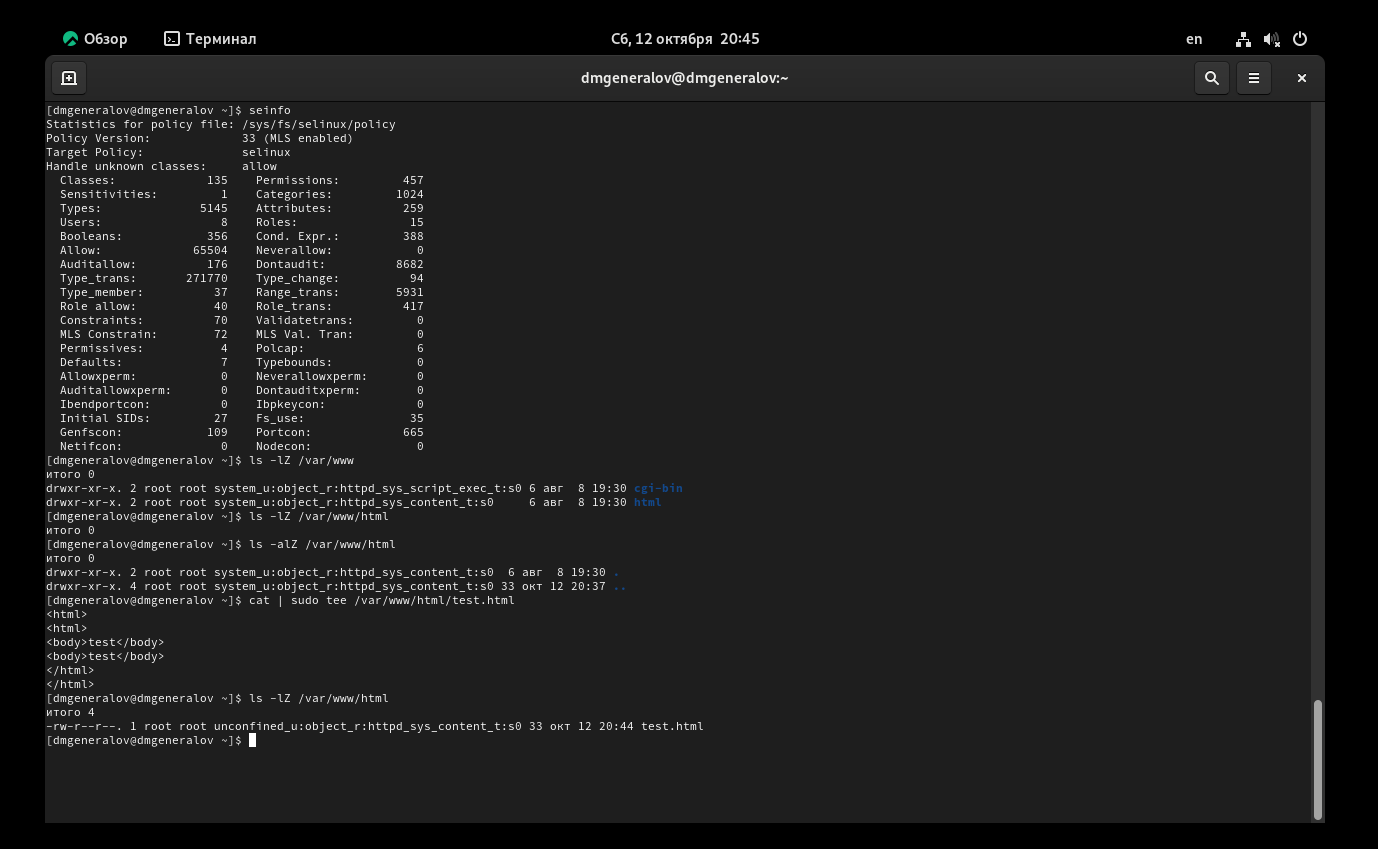 Обзор Терминал Сб, 12 октября 20:45 en
dmgeneralov@dmgeneralov:~
[dmgeneralov@dmgeneralov ~]$ seinfo
Statistics for policy file: /sys/fs/selinux/policy
Policy Version: 33 (MLS enabled)
Target Policy: selinux
Handle unknown classes: allow
Classes: 135 Permissions: 457
Sensitivities: 1 Categories: 1024
Types: 5145 Attributes: 259
Users: 8 Roles: 15
Booleans: 356 Cond. Expr.: 388
Allow: 65504 Neverallow: 0
Auditallow: 176 Dontaudit: 8682
Type_trans: 271770 Type_change: 94
Type_member: 37 Range_trans: 5931
Role allow: 40 Role_trans: 417
Constraints: 70 Validatetrans: 0
MLS Constrain: 72 MLS Val. Tran: 0
Permissives: 4 Polcap: 6
Defaults: 7 Typebounds: 0
Allowxperm: 0 Neverallowxperm: 0
Auditallowxperm: 0 Dontauditxperm: 0
Ibendportcon: 0 Ibpkeycon: 0
Initial SIDs: 27 Fs_use: 35
Genfscon: 109 Portcon: 665
Netifcon: 0 Nodecon: 0
[dmgeneralov@dmgeneralov ~]$ ls -lZ /var/www
итого 0
drwxr-xr-x. 2 root root system_u:object_r:httpd_sys_script_exec_t:s0 6 авг  8 19:30 cgi-bin
drwxr-xr-x. 2 root root system_u:object_r:httpd_sys_content_t:s0     6 авг  8 19:30 html
[dmgeneralov@dmgeneralov ~]$ ls -lZ /var/www/html
итого 0
[dmgeneralov@dmgeneralov ~]$ ls -alZ /var/www/html
итого 0
drwxr-xr-x. 2 root root system_u:object_r:httpd_sys_content_t:s0  6 авг  8 19:30 .
drwxr-xr-x. 4 root root system_u:object_r:httpd_sys_content_t:s0 33 окт 12 20:37 ..
[dmgeneralov@dmgeneralov ~]$ cat | sudo tee /var/www/html/test.html
<html>
<html>
<body>test</body>
<body>test</body>
</html>
</html>
[dmgeneralov@dmgeneralov ~]$ ls -lZ /var/www/html
итого 4
-rw-r--r--. 1 root root unconfined_u:object_r:httpd_sys_content_t:s0 33 окт 12 20:44 test.html
[dmgeneralov@dmgeneralov ~]$